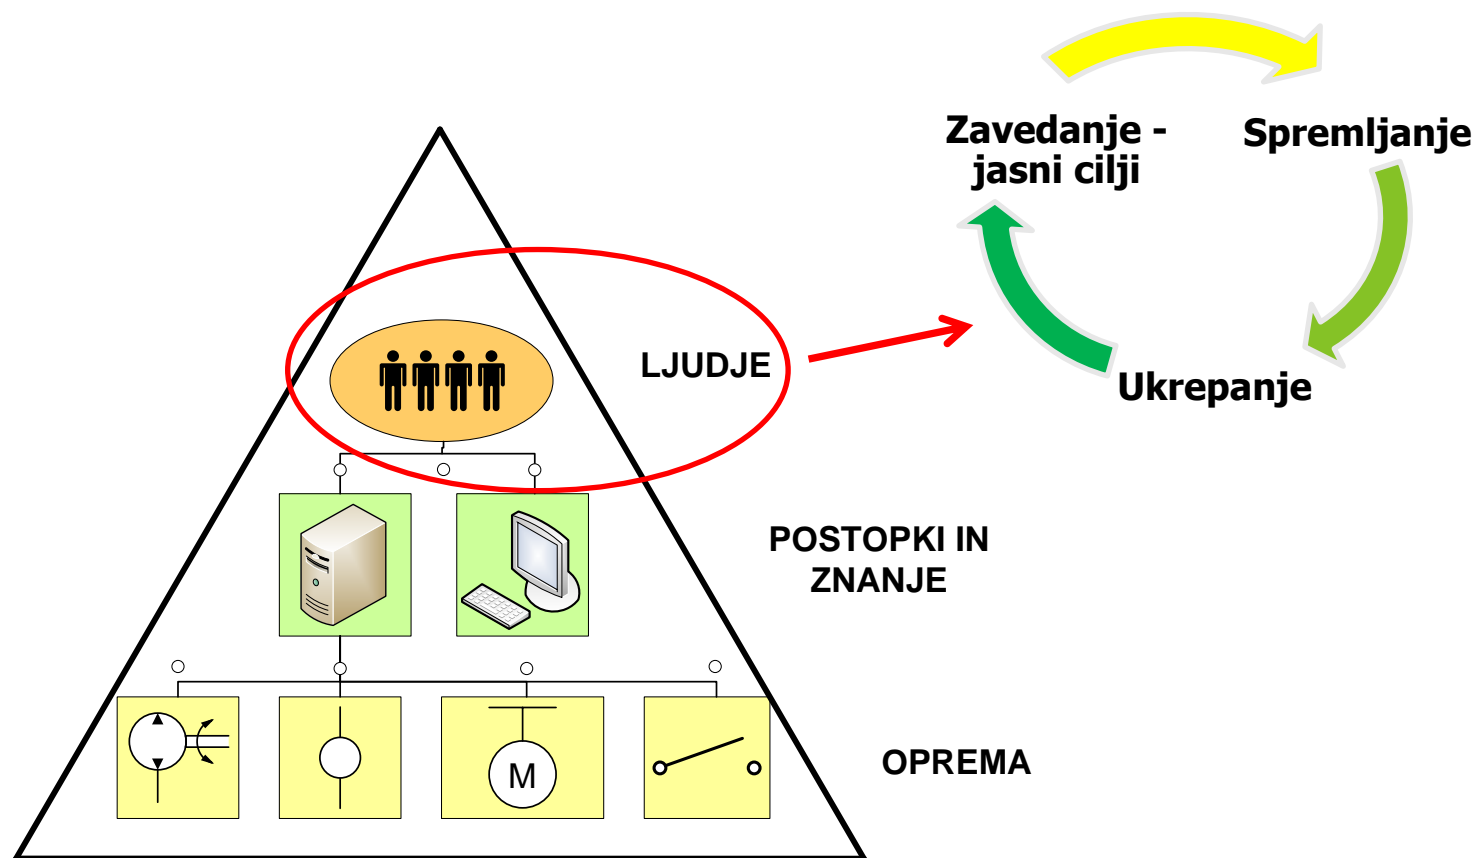 Zavedanje -
jasni cilji
Spremljanje
Ukrepanje
LJUDJE
POSTOPKI IN
ZNANJE
OPREMA
M